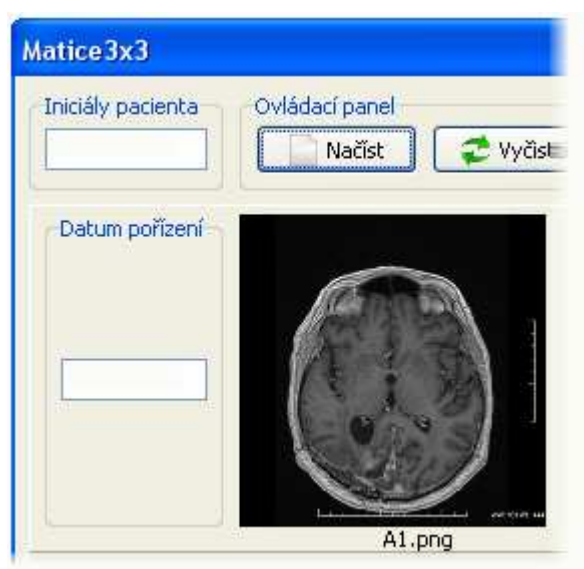 Matice3x3
Iniciály pacienta
Ovládací panel
Načíst
Datum pořízení
A1.png